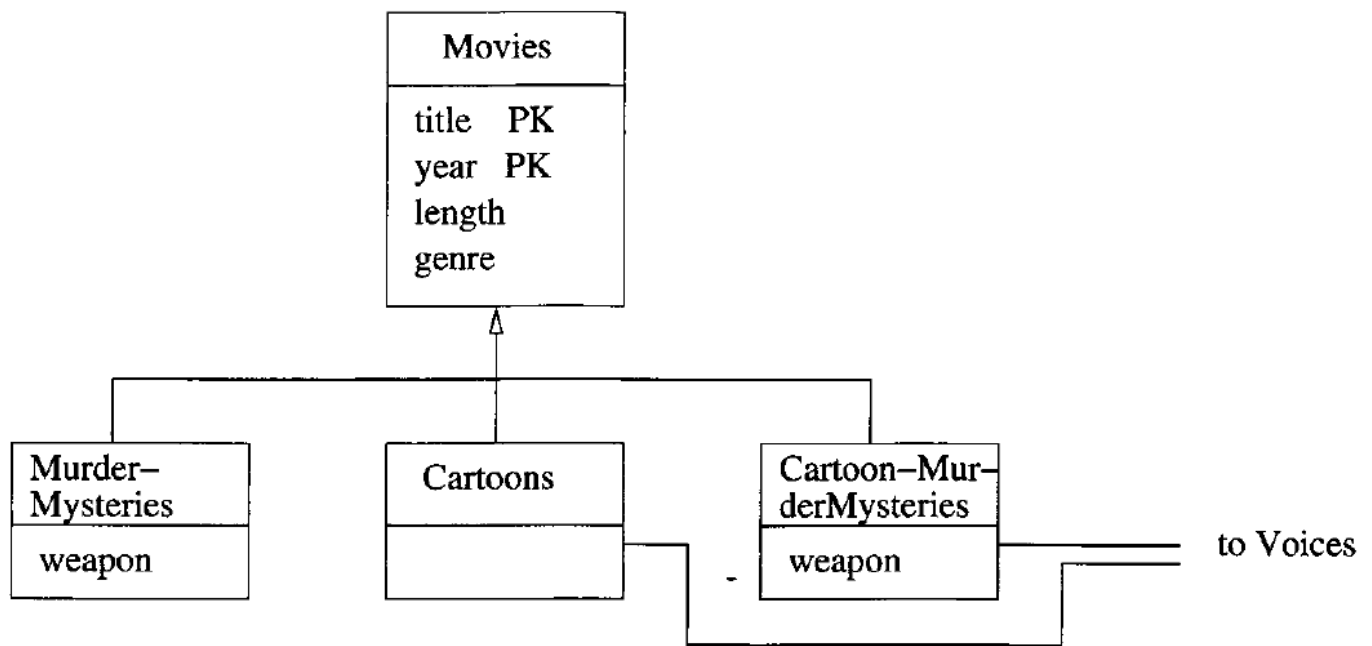 Movies
title PK
year PK
length
genre
Murder–
Mysteries
weapon
Cartoons
Cartoon–Mur–
derMysteries
weapon
to Voices